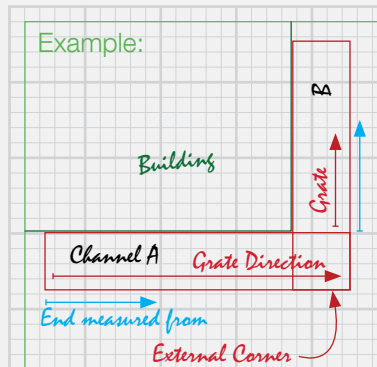 Example:
B
Building
Grate
Channel A
Grate Direction
End measured from
External Corner